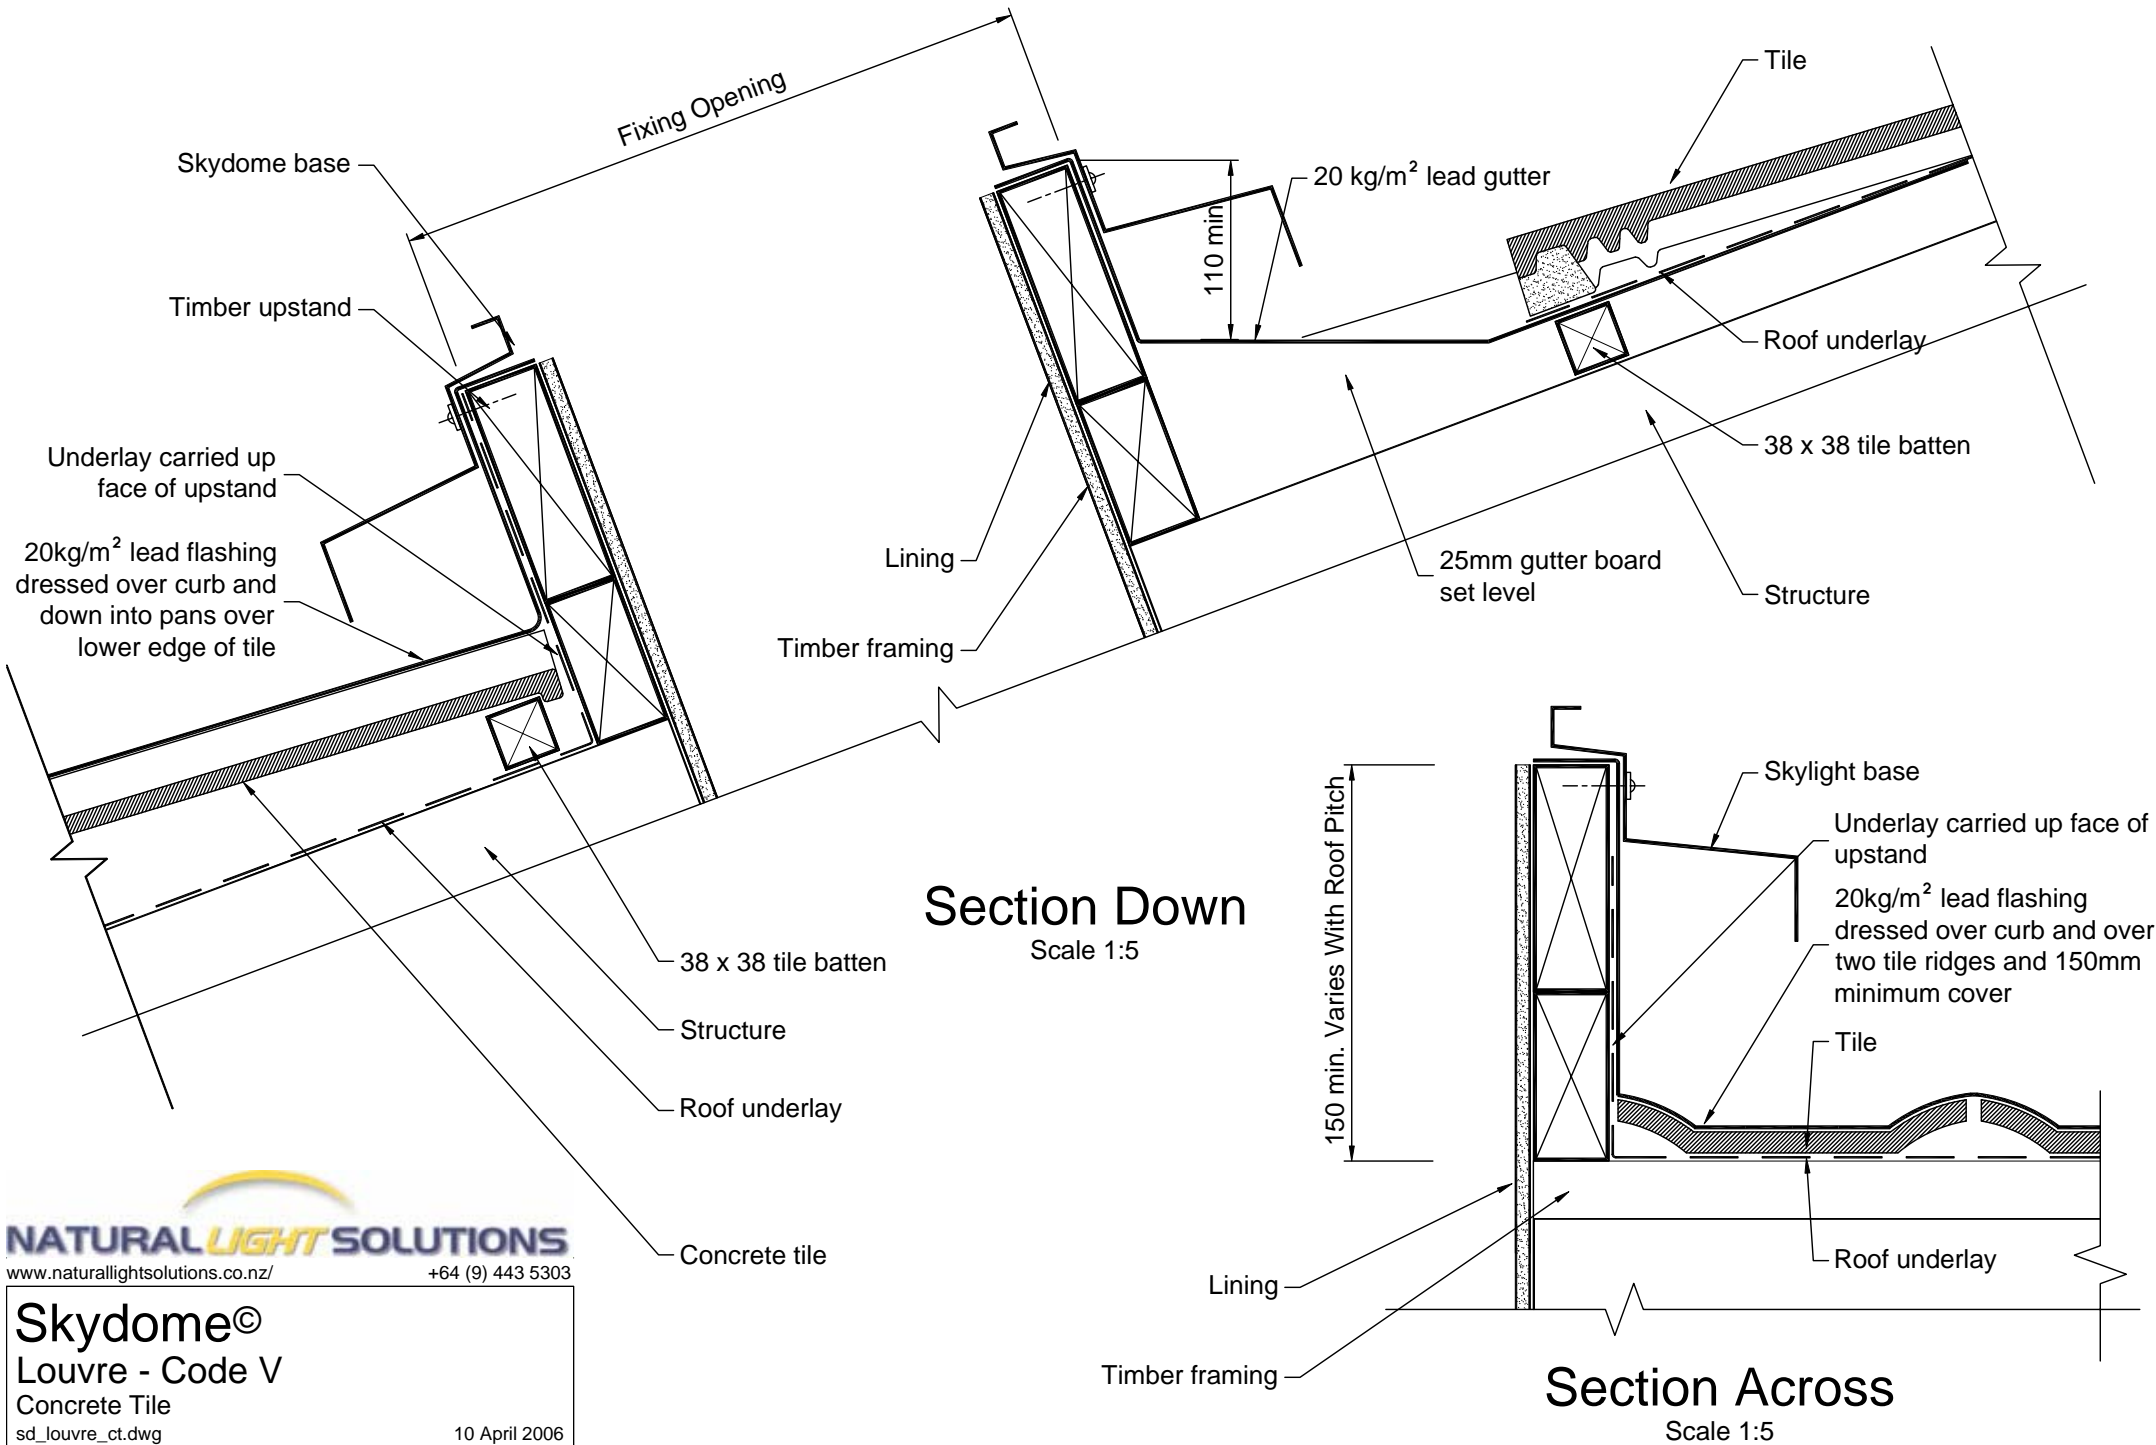 Fixing Opening
Skydome base
Timber upstand
Underlay carried up
face of upstand
20kg/m² lead flashing
dressed over curb and
down into pans over
lower edge of tile
Tile
20 kg/m² lead gutter
110 min
Roof underlay
38 x 38 tile batten
25mm gutter board
set level
Structure
Lining
Timber framing
Section Down
Scale 1:5
38 x 38 tile batten
Structure
Roof underlay
Concrete tile
Skylight base
Underlay carried up face of
upstand
20kg/m² lead flashing
dressed over curb and over
two tile ridges and 150mm
minimum cover
Tile
150 min. Varies With Roof Pitch
Roof underlay
Lining
Timber framing
Section Across
Scale 1:5
NATURAL LIGHT SOLUTIONS
www.naturallightsolutions.co.nz/ +64 (9) 443 5303
Skydome©
Louvre - Code V
Concrete Tile
sd_louvre_ct.dwg 10 April 2006